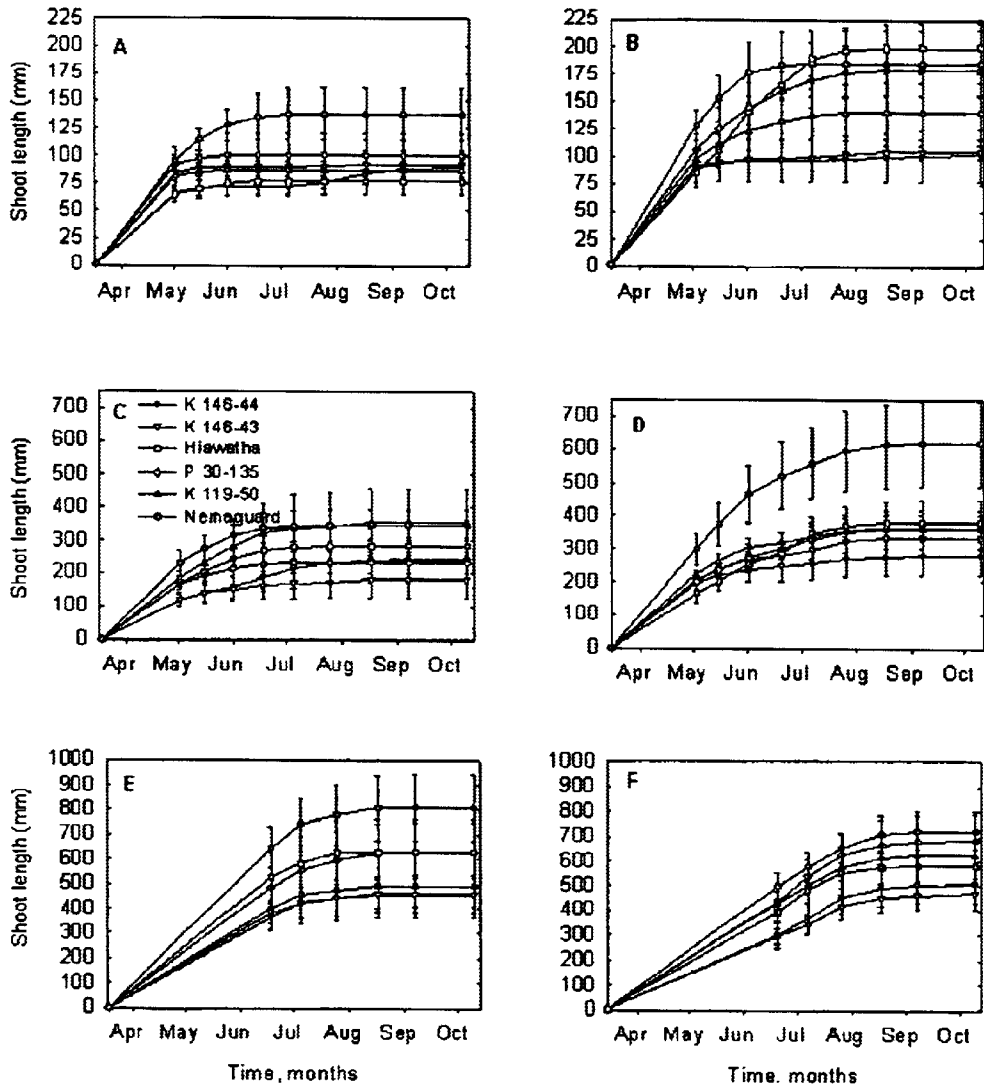 Shoot length (mm)
225
200
175
150
125
100
75
50
25
0
A
Apr May Jun Jul Aug Sep Oct
225
200
175
150
125
100
75
50
25
0
B
Apr May Jun Jul Aug Sep Oct
Shoot length (mm)
700
600
500
400
300
200
100
0
C
K 146-44
K 146-43
Hiawatha
P 30-135
K 119-50
Nemaguard
Apr May Jun Jul Aug Sep Oct
700
600
500
400
300
200
100
0
D
Apr May Jun Jul Aug Sep Oct
Shoot length (mm)
1000
900
800
700
600
500
400
300
200
100
0
E
Apr May Jun Jul Aug Sep Oct
Time, months
1000
900
800
700
600
500
400
300
200
100
0
F
Apr May Jun Jul Aug Sep Oct
Time, months